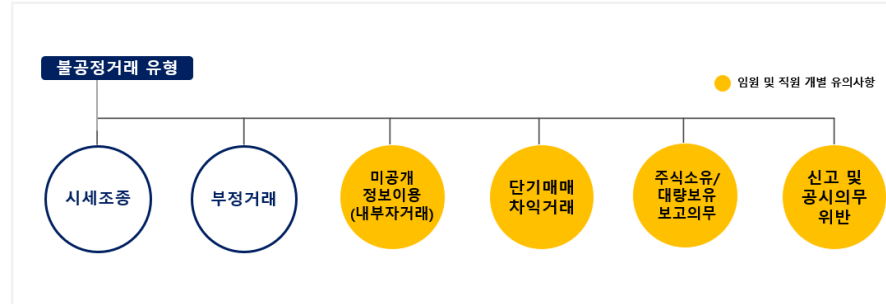 불공정거래 유형
임원 및 직원 개별 유의사항
시세조종
부정거래
미공개
정보이용
(내부자거래)
단기매매
차익거래
주식소유/
대량보유
보고의무
신고 및
공시의무
위반